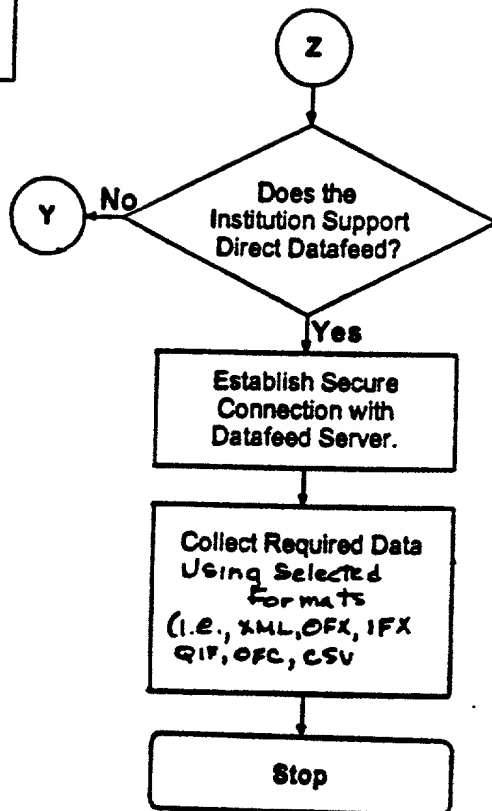 Z
Does the
Institution Support
Direct Datafeed?
No
Y
Yes
Establish Secure
Connection with
Datafeed Server.
Collect Required Data
Using Selected
Formats
(i.e., XML, OFX, IFX
QIF, OFC, CSV
Stop